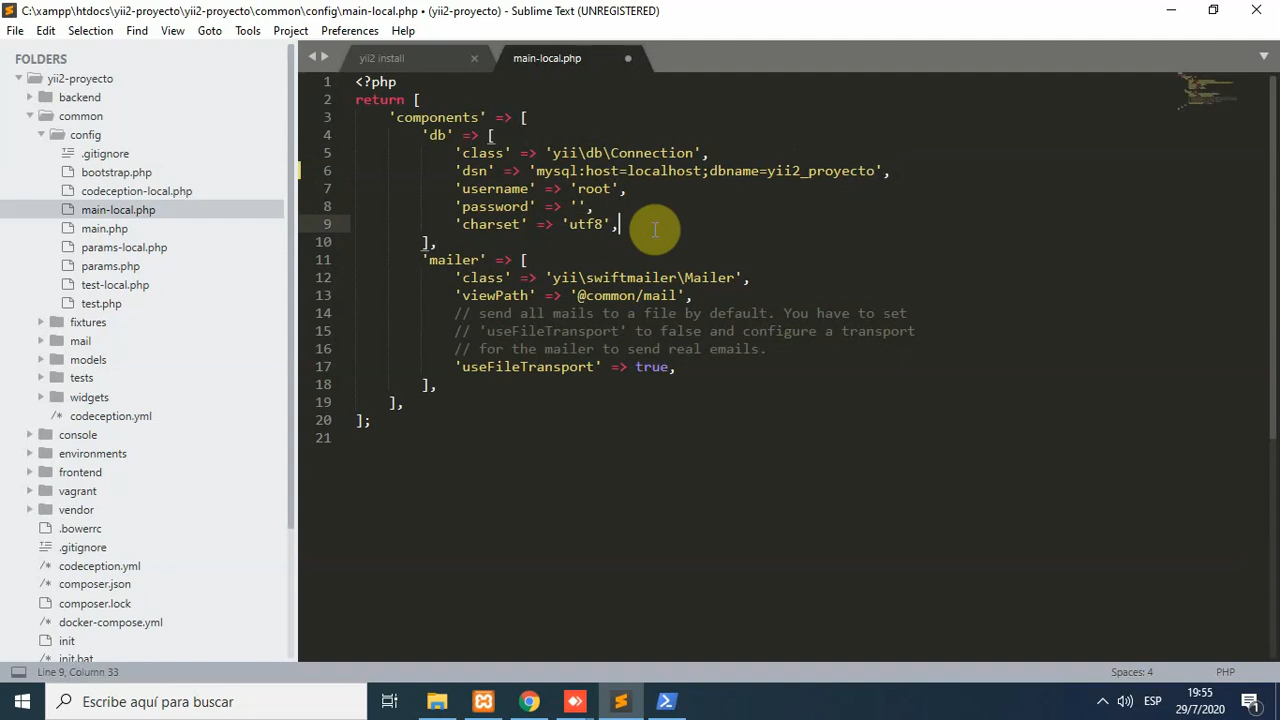 C:\xampp\htdocs\yii2-proyecto\yii2-proyecto\common\config\main-local.php • (yii2-proyecto) - Sublime Text (UNREGISTERED)
File Edit Selection Find View Goto Tools Project Preferences Help
FOLDERS
yii2-proyecto
backend
common
config
.gitignore
bootstrap.php
codeception-local.php
main-local.php
main.php
params-local.php
params.php
test-local.php
test.php
fixtures
mail
models
tests
widgets
/* codeception.yml
console
environments
frontend
vagrant
vendor
.bowerrc
.gitignore
/* codeception.yml
/* composer.json
composer.lock
/* docker-compose.yml
init
init.bat
yii2 install
main-local.php
1 <?php
2 return [
3     'components' => [
4         'db' => [
5             'class' => 'yii\db\Connection',
6             'dsn' => 'mysql:host=localhost;dbname=yii2_proyecto',
7             'username' => 'root',
8             'password' => '',
9             'charset' => 'utf8',
10         ],
11         'mailer' => [
12             'class' => 'yii\swiftmailer\Mailer',
13             'viewPath' => '@common/mail',
14             // send all mails to a file by default. You have to set
15             // 'useFileTransport' to false and configure a transport
16             // for the mailer to send real emails.
17             'useFileTransport' => true,
18         ],
19     ],
20 ];
21
Line 9, Column 33
Spaces: 4
PHP
Escribe aquí para buscar
ESP
19:55
29/7/2020
1